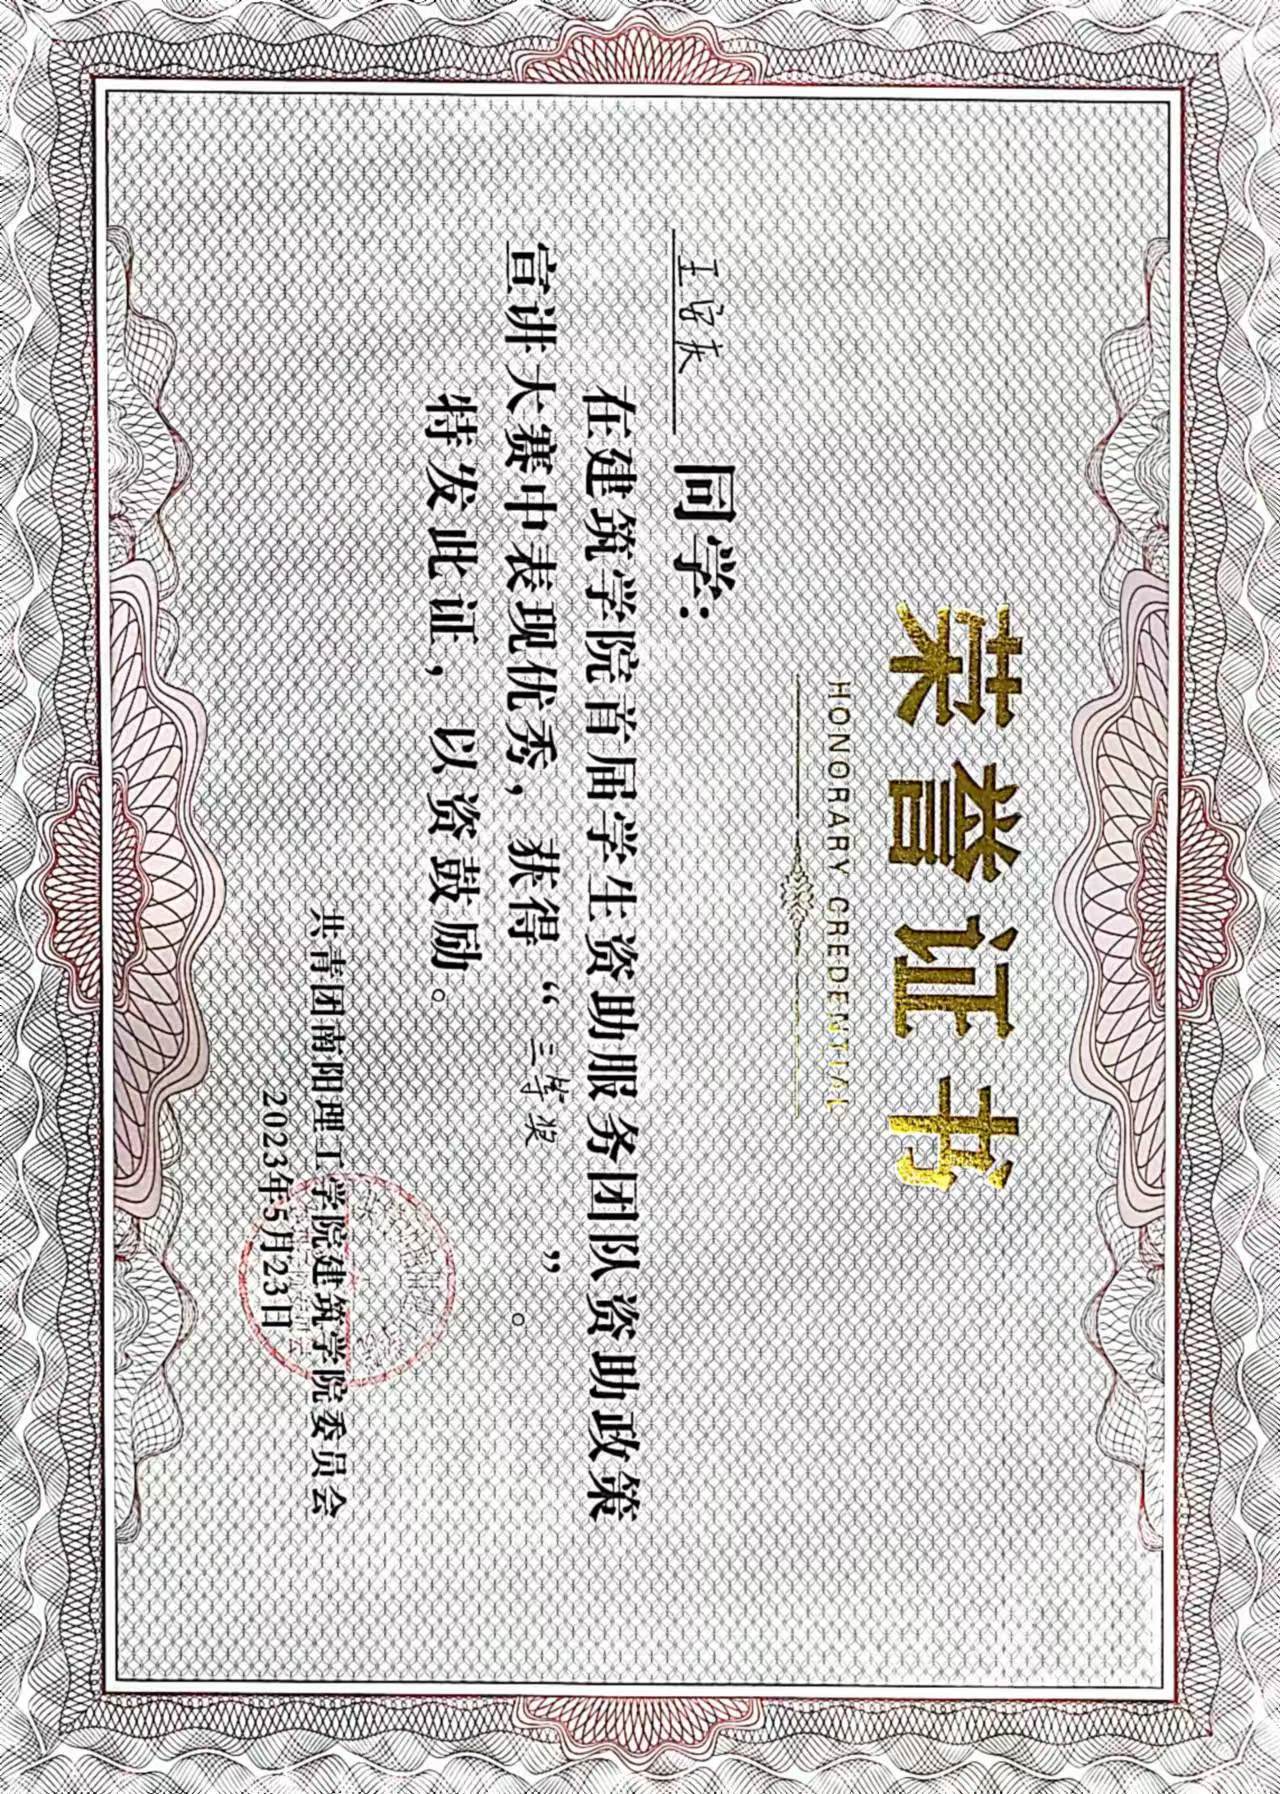 荣誉证书
HONORARY CREDENTIAL
同学：
在建筑学院首届学生资助服务团队资助政策
宣讲大赛中表现优秀，获得“三等奖”。
特发此证，以资鼓励。
共青团南阳理工学院建筑学院委员会
2023年5月23日